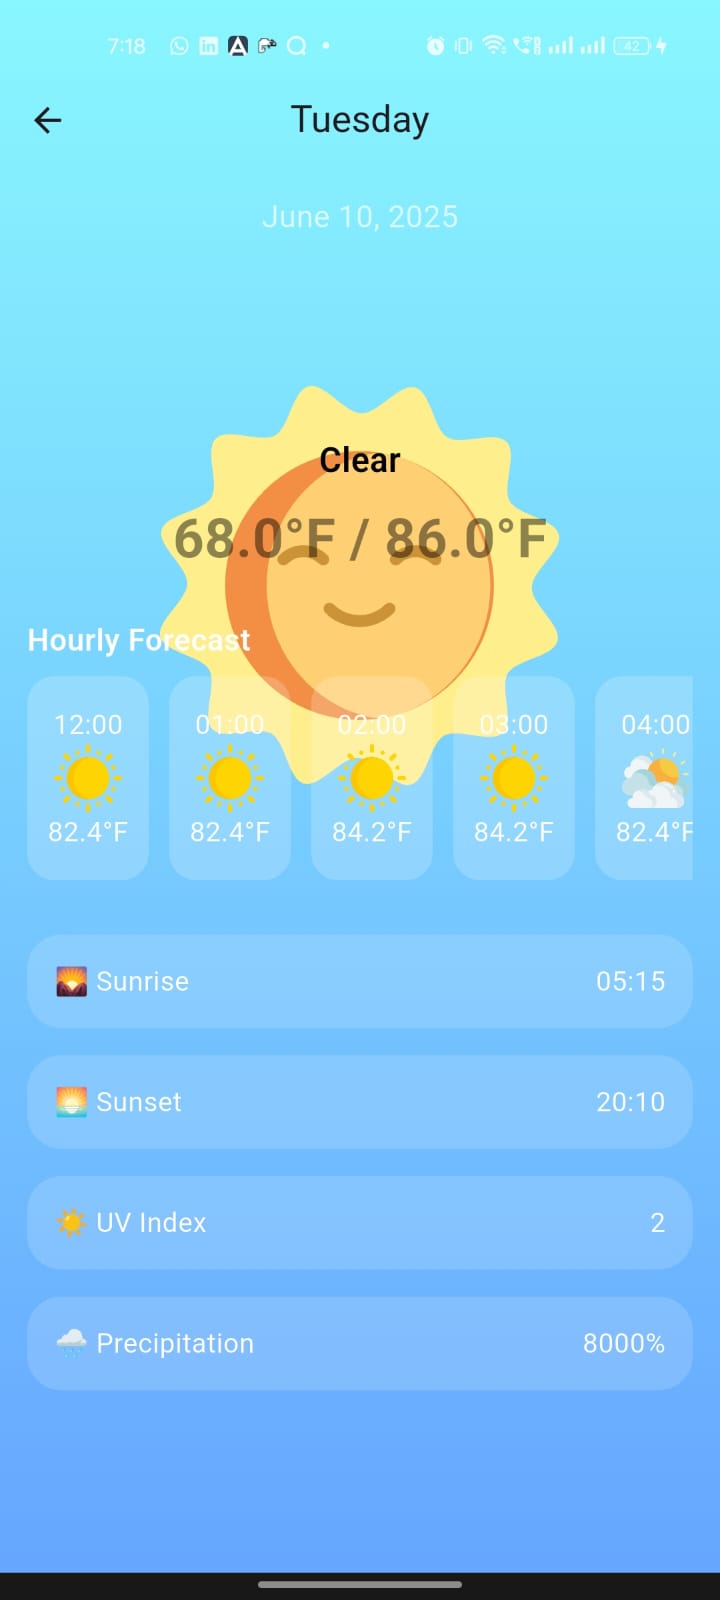 7:18 42
Tuesday
June 10, 2025
Clear
68.0°F / 86.0°F
Hourly Forecast
12:00 01:00 02:00 03:00 04:00
82.4°F 82.4°F 84.2°F 84.2°F 82.4°F
Sunrise 05:15
Sunset 20:10
UV Index 2
Precipitation 8000%